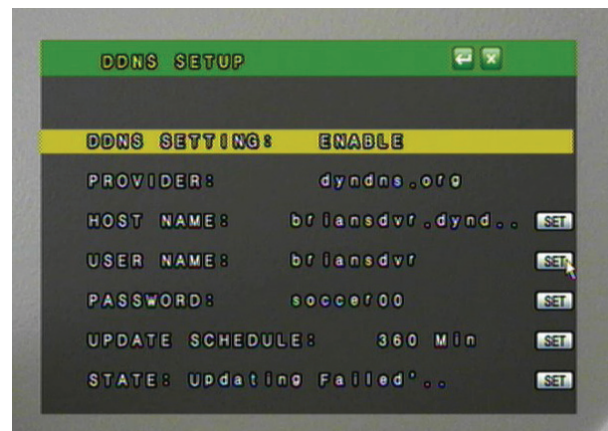 DDNS SETUP
DDNS SETTING: ENABLE
PROVIDER: dyndns.org
HOST NAME: briansdvr.dynd.. SET
USER NAME: briansdvr SET
PASSWORD: soccer00 SET
UPDATE SCHEDULE: 360 Min SET
STATE: Updating Failed'.. SET